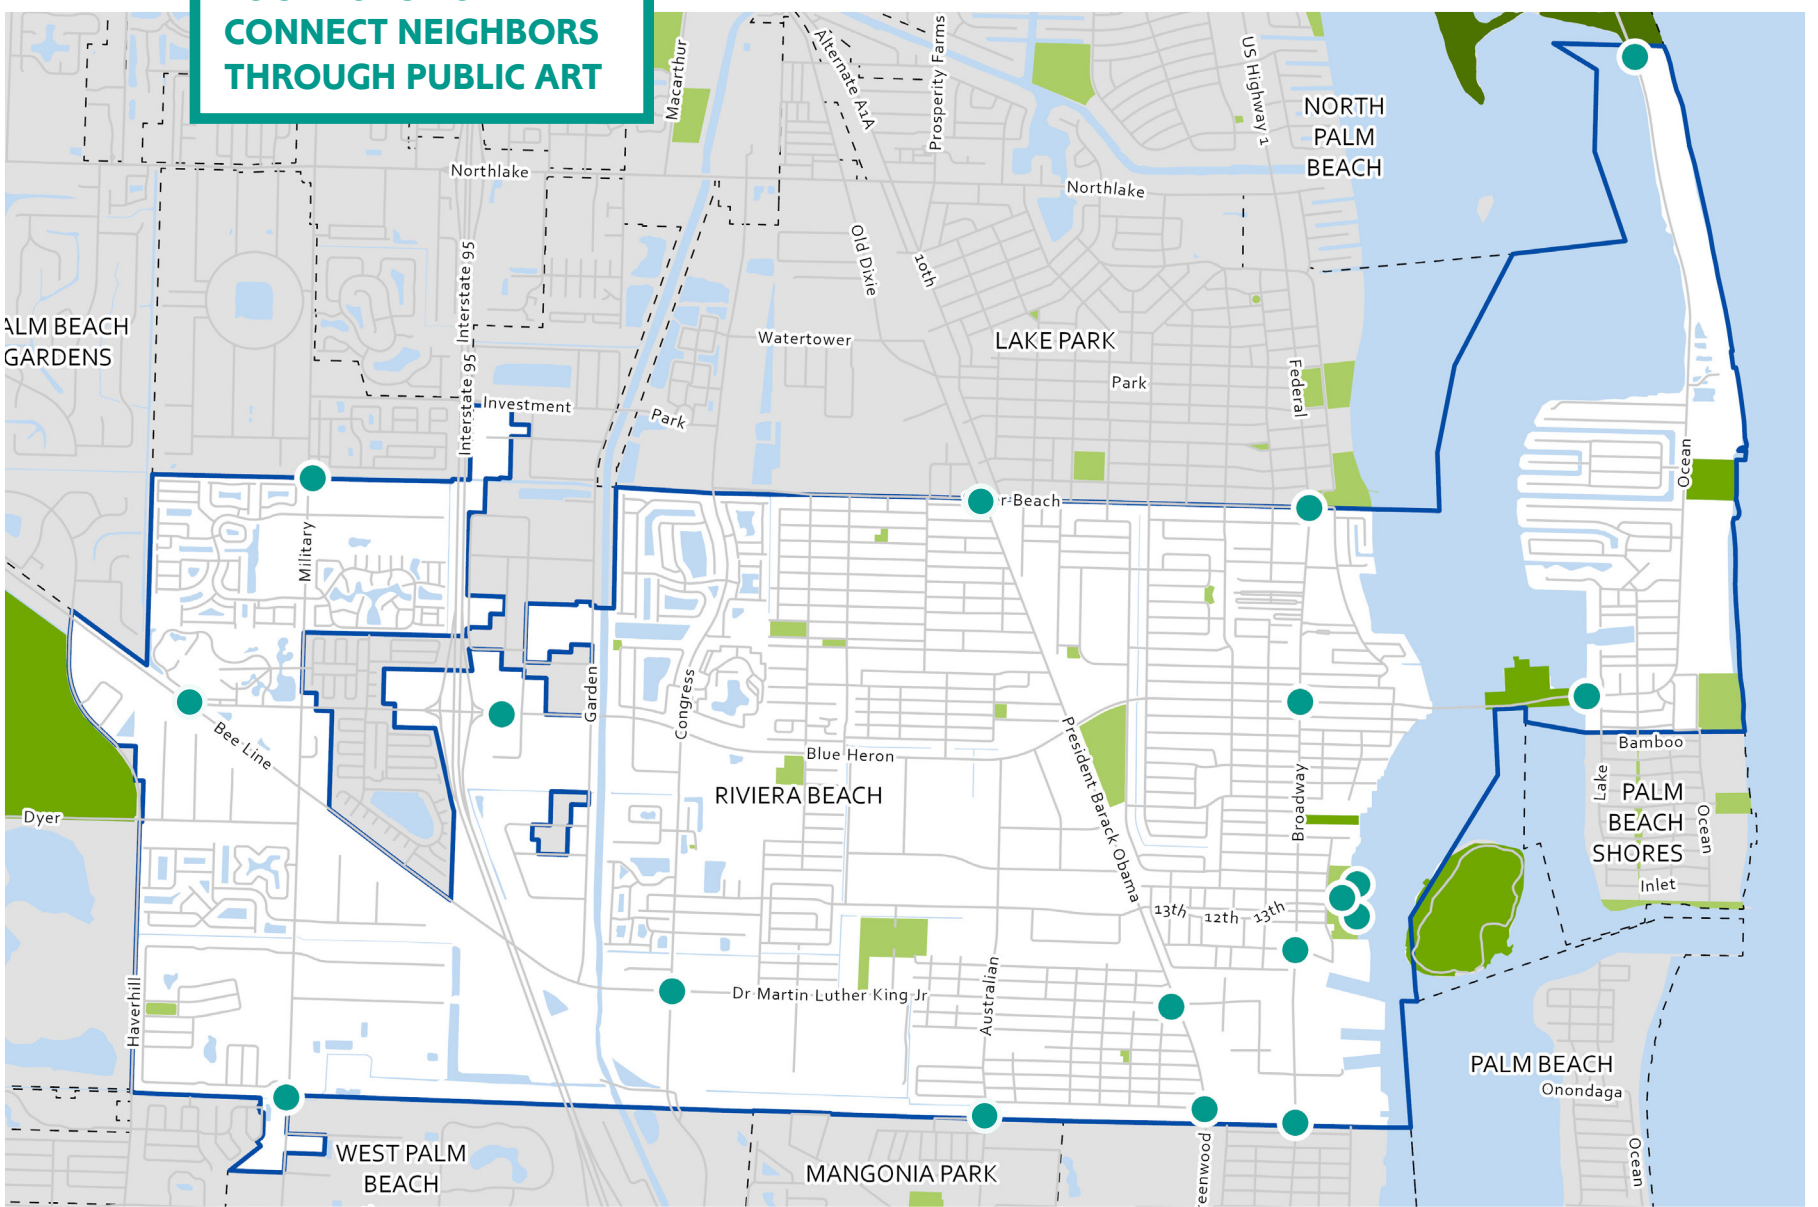 CONNECT NEIGHBORS
THROUGH PUBLIC ART
Macarthur
Alternate A1A
Prosperity Farms
US Highway 1
NORTH
PALM
BEACH
Northlake
Northlake
Interstate 95
Old Dixie
10th
ALM BEACH
GARDENS
Watertower
LAKE PARK
Interstate 95
Investment
Park
Park
Federal
Ocean
r Beach
Military
Garden
Congress
Bee Line
Blue Heron
President Barack Obama
Broadway
Bamboo
Lake
PALM
BEACH
SHORES
Ocean
Inlet
RIVIERA BEACH
Dyer
13th
12th
13th
Haverhill
Dr Martin Luther King Jr
Australian
PALM BEACH
Onondaga
WEST PALM
BEACH
MANGONIA PARK
reenwood
Ocean